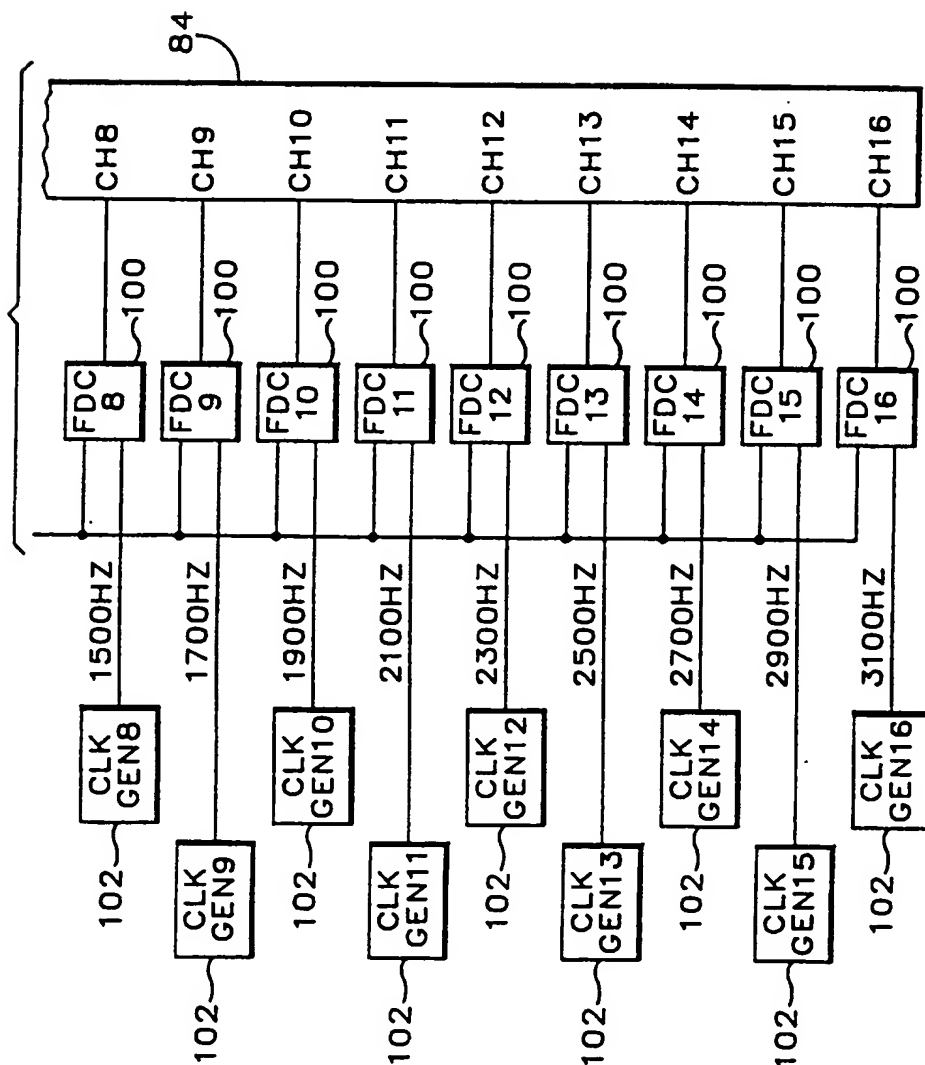 84
102
CLK
GEN8
1500HZ
FDC
8
100
CH8
102
CLK
GEN9
1700HZ
FDC
9
100
CH9
102
CLK
GEN10
1900HZ
FDC
10
100
CH10
102
CLK
GEN11
2100HZ
FDC
11
100
CH11
102
CLK
GEN12
2300HZ
FDC
12
100
CH12
102
CLK
GEN13
2500HZ
FDC
13
100
CH13
102
CLK
GEN14
2700HZ
FDC
14
100
CH14
102
CLK
GEN15
2900HZ
FDC
15
100
CH15
102
CLK
GEN16
3100HZ
FDC
16
100
CH16